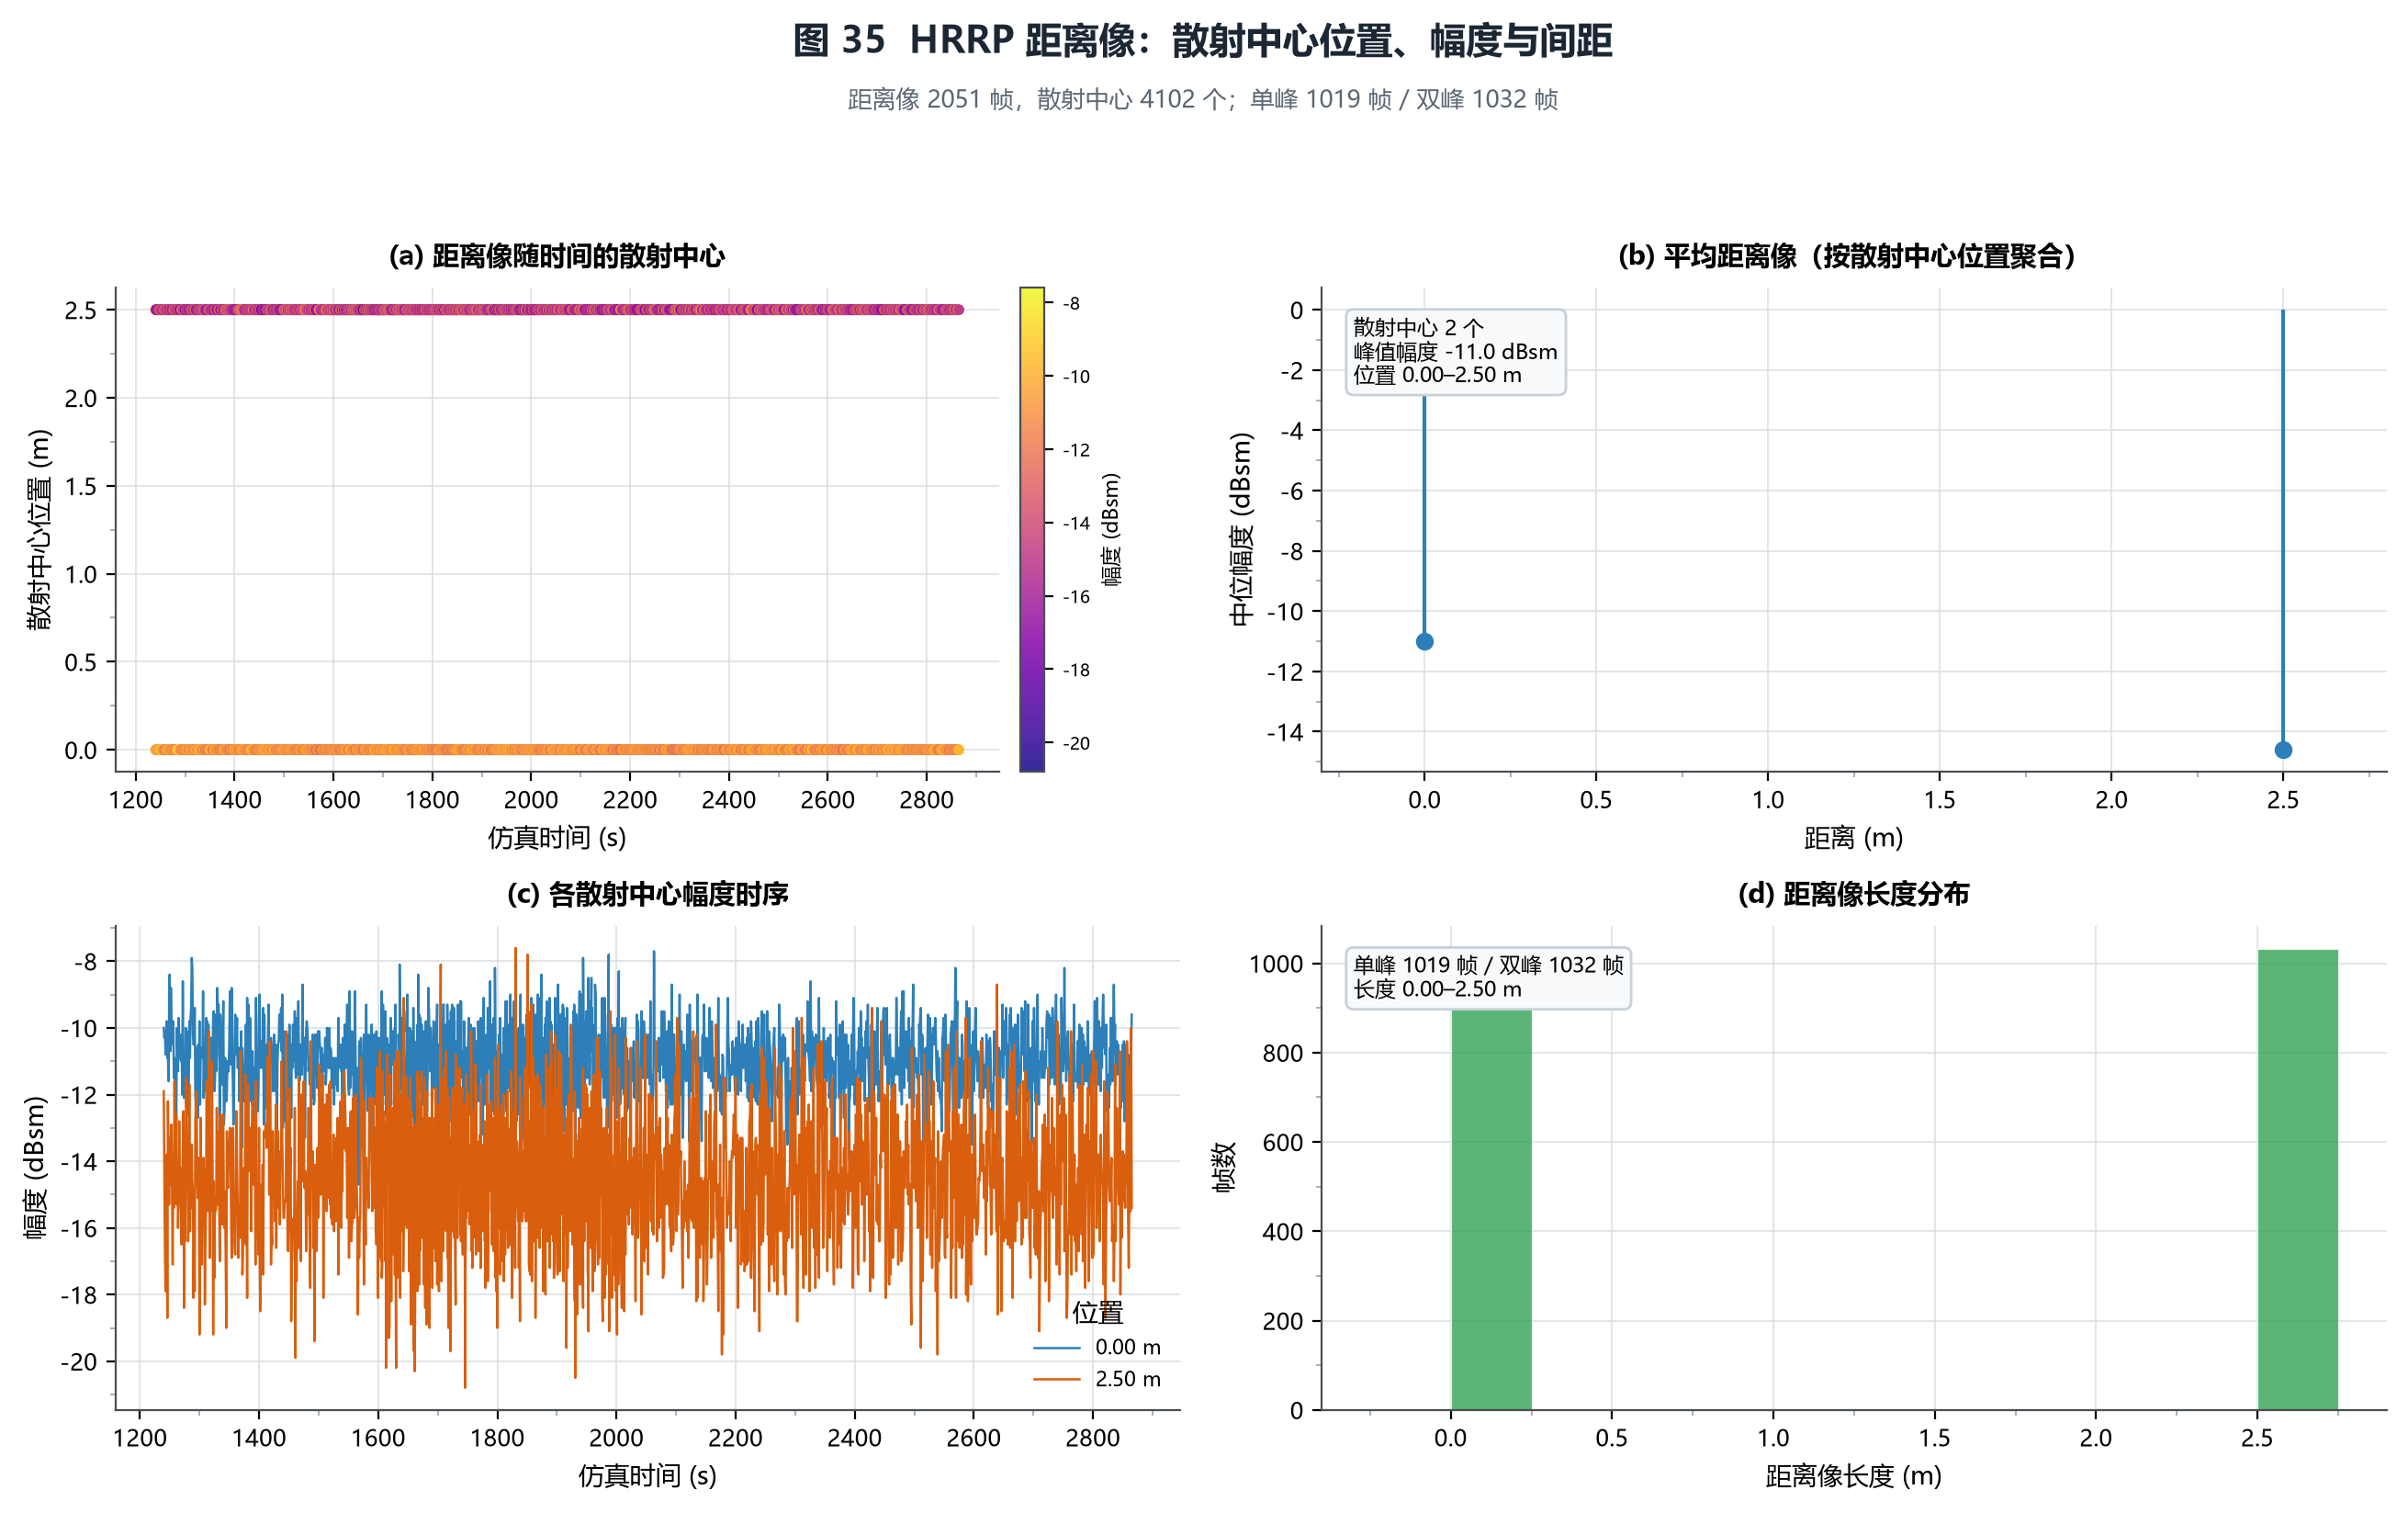 图 35 HRRP 距离像：散射中心位置、幅度与间距
距离像 2051 帧，散射中心 4102 个；单峰 1019 帧 / 双峰 1032 帧
(a) 距离像随时间的散射中心
2.5
2.0
1.5
1.0
0.5
0.0
散射中心位置 (m)
1200 1400 1600 1800 2000 2200 2400 2600 2800
仿真时间 (s)
-8
-10
-12
-14
-16
-18
-20
幅度 (dBsm)
(b) 平均距离像（按散射中心位置聚合）
散射中心 2 个
峰值幅度 -11.0 dBsm
位置 0.00–2.50 m
0
-2
-4
-6
-8
-10
-12
-14
中位幅度 (dBsm)
0.0 0.5 1.0 1.5 2.0 2.5
距离 (m)
(c) 各散射中心幅度时序
-8
-10
-12
-14
-16
-18
-20
幅度 (dBsm)
位置
0.00 m
2.50 m
1200 1400 1600 1800 2000 2200 2400 2600 2800
仿真时间 (s)
(d) 距离像长度分布
单峰 1019 帧 / 双峰 1032 帧
长度 0.00–2.50 m
1000
800
600
400
200
0
帧数
0.0 0.5 1.0 1.5 2.0 2.5
距离像长度 (m)